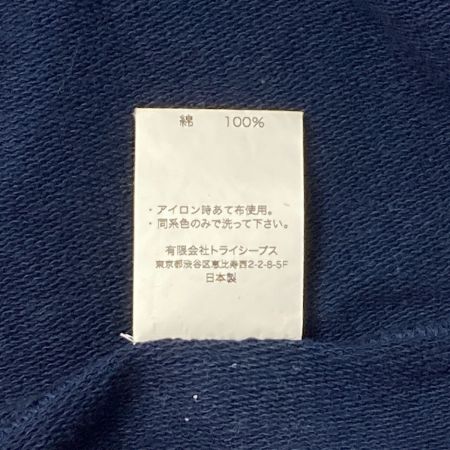 綿 100%
・アイロン時あて布使用。
・同系色のみで洗って下さい。
有限会社トライシープス
東京都渋谷区恵比寿西2-2-8-5F
日本製